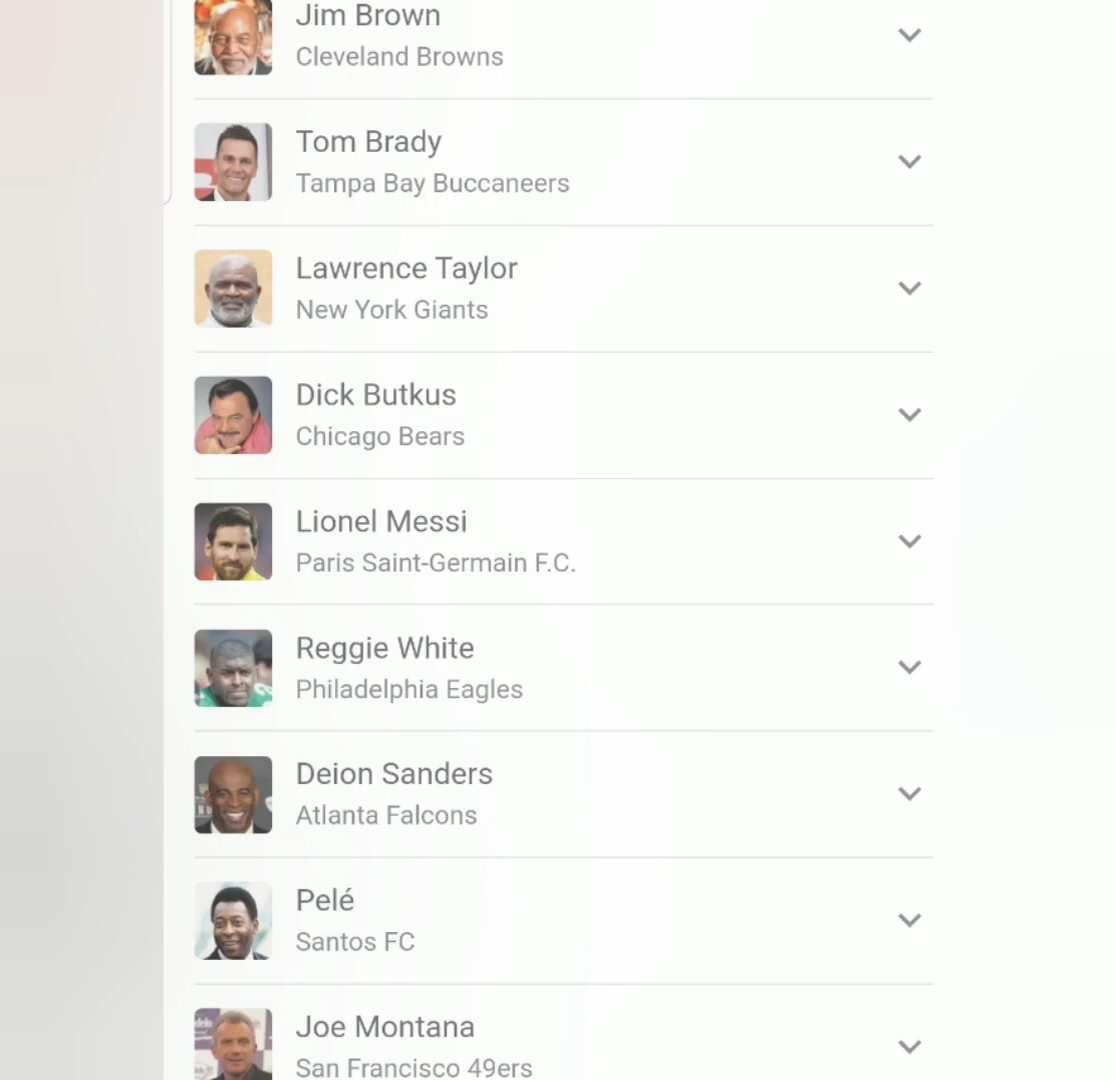 Jim Brown
Cleveland Browns
Tom Brady
Tampa Bay Buccaneers
Lawrence Taylor
New York Giants
Dick Butkus
Chicago Bears
Lionel Messi
Paris Saint-Germain F.C.
Reggie White
Philadelphia Eagles
Deion Sanders
Atlanta Falcons
Pelé
Santos FC
Joe Montana
San Francisco 49ers